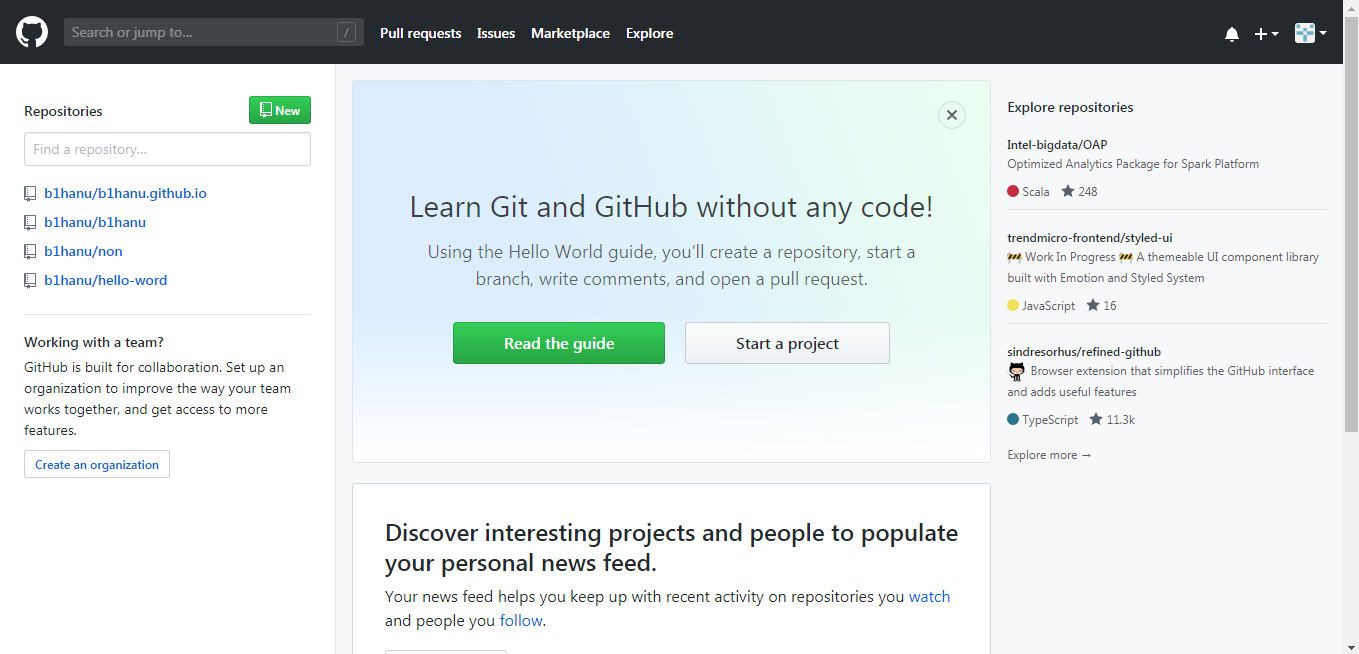 Search or jump to...
/
Pull requests
Issues
Marketplace
Explore
Repositories
New
Find a repository...
b1hanu/b1hanu.github.io
b1hanu/b1hanu
b1hanu/non
b1hanu/hello-word
Working with a team?
GitHub is built for collaboration. Set up an
organization to improve the way your team
works together, and get access to more
features.
Create an organization
Learn Git and GitHub without any code!
Using the Hello World guide, you’ll create a repository, start a
branch, write comments, and open a pull request.
Read the guide
Start a project
Discover interesting projects and people to populate
your personal news feed.
Your news feed helps you keep up with recent activity on repositories you watch
and people you follow.
Explore repositories
Intel-bigdata/OAP
Optimized Analytics Package for Spark Platform
Scala 248
trendmicro-frontend/styled-ui
🚧 Work In Progress 🚧 A themeable UI component library
built with Emotion and Styled System
JavaScript 16
sindresorhus/refined-github
Browser extension that simplifies the GitHub interface
and adds useful features
TypeScript 11.3k
Explore more →